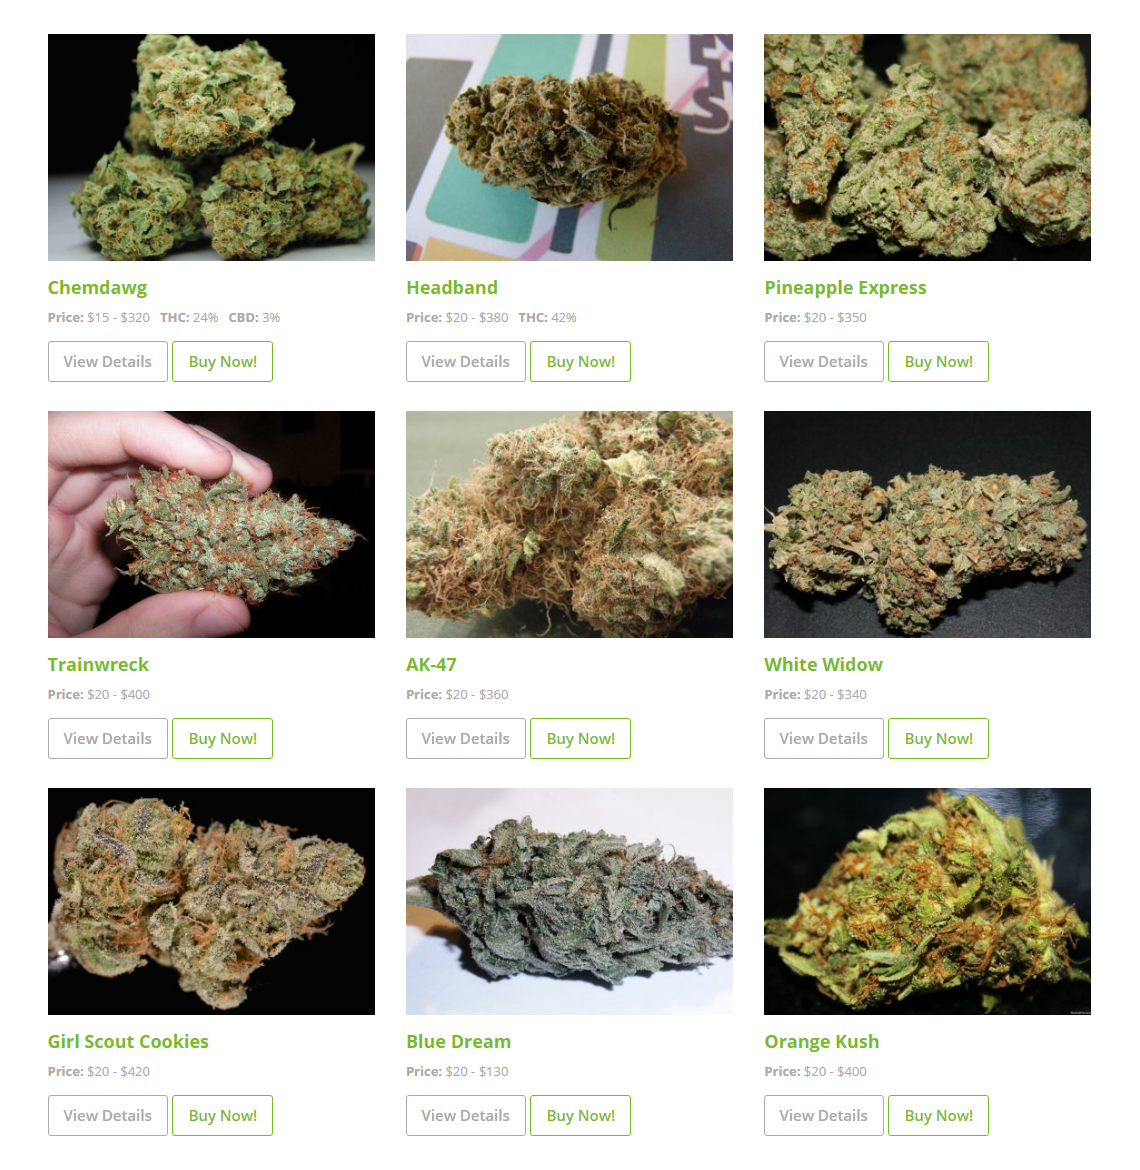 Chemdawg
Price: $15 - $320 THC: 24% CBD: 3%
View Details Buy Now!
Headband
Price: $20 - $380 THC: 42%
View Details Buy Now!
Pineapple Express
Price: $20 - $350
View Details Buy Now!
Trainwreck
Price: $20 - $400
View Details Buy Now!
AK-47
Price: $20 - $360
View Details Buy Now!
White Widow
Price: $20 - $340
View Details Buy Now!
Girl Scout Cookies
Price: $20 - $420
View Details Buy Now!
Blue Dream
Price: $20 - $130
View Details Buy Now!
Orange Kush
Price: $20 - $400
View Details Buy Now!